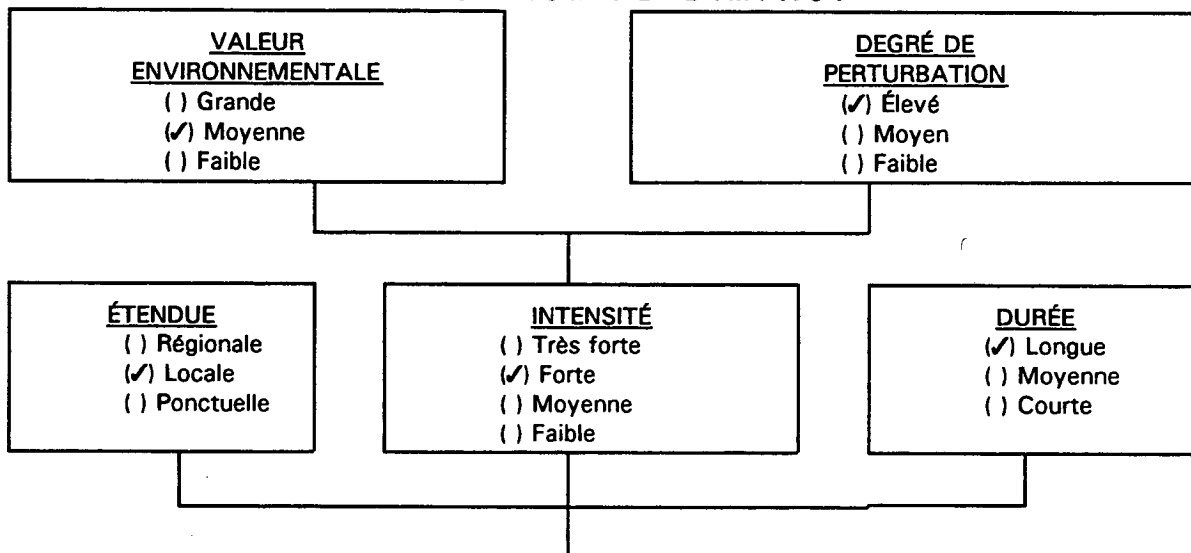 VALEUR
ENVIRONNEMENTALE
( ) Grande
(✓) Moyenne
( ) Faible
DEGRÉ DE
PERTURBATION
(✓) Élevé
( ) Moyen
( ) Faible
ÉTENDUE
( ) Régionale
(✓) Locale
( ) Ponctuelle
INTENSITÉ
( ) Très forte
(✓) Forte
( ) Moyenne
( ) Faible
DURÉE
(✓) Longue
( ) Moyenne
( ) Courte